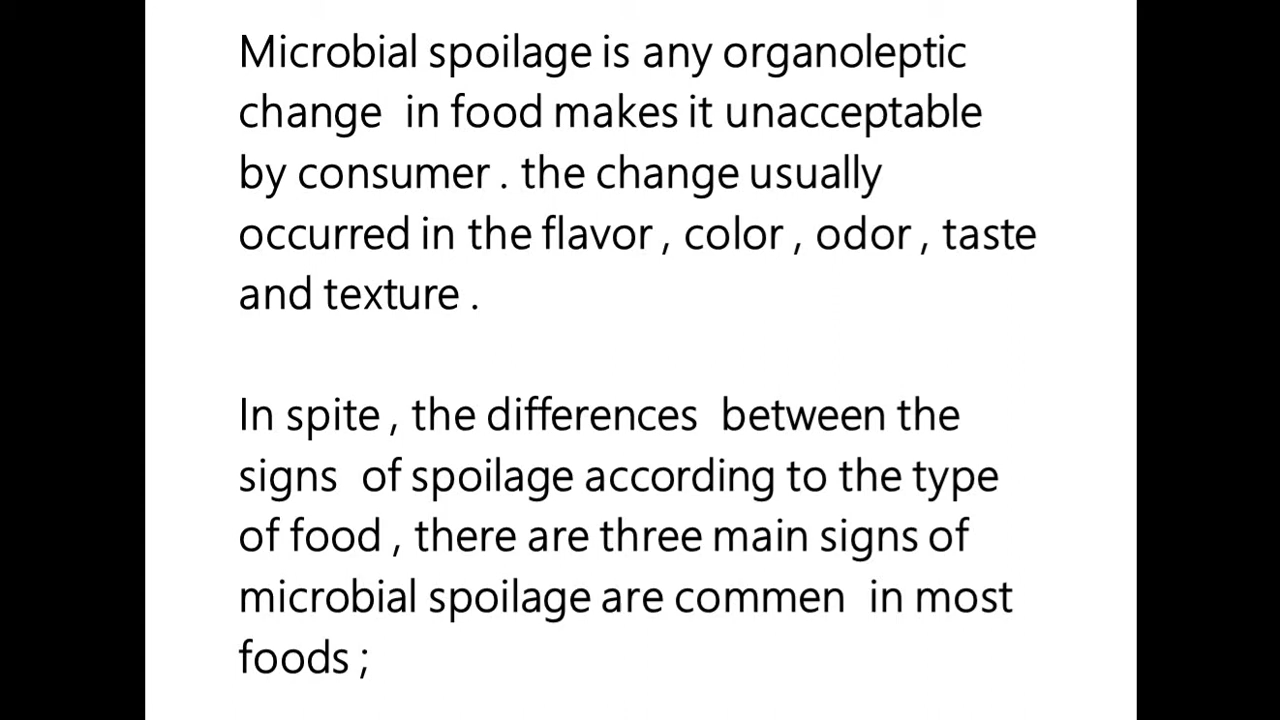 Microbial spoilage is any organoleptic
change in food makes it unacceptable
by consumer . the change usually
occurred in the flavor , color , odor , taste
and texture .
In spite , the differences between the
signs of spoilage according to the type
of food , there are three main signs of
microbial spoilage are commen in most
foods ;